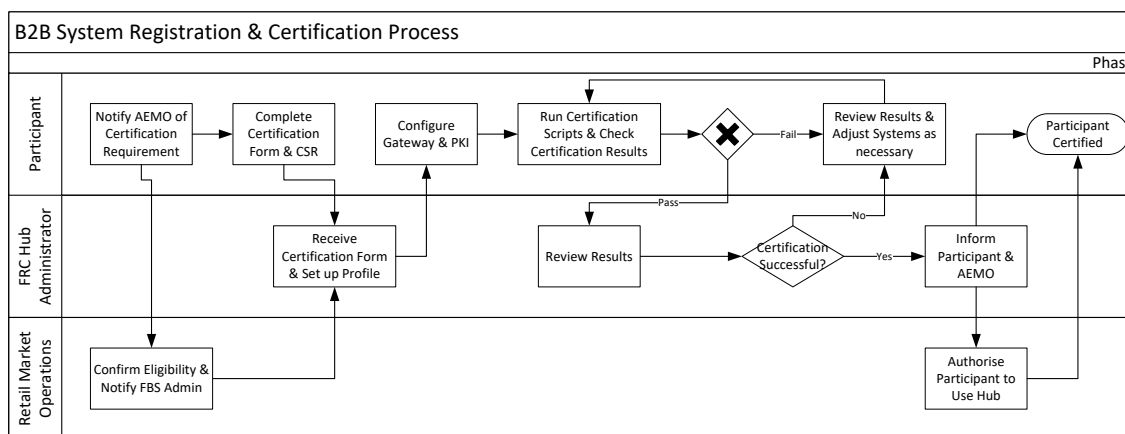 B2B System Registration & Certification Process
Phas
Participant
Notify AEMO of
Certification
Requirement
Complete
Certification
Form & CSR
Configure
Gateway & PKI
Run Certification
Scripts & Check
Certification Results
Fail
Review Results &
Adjust Systems as
necessary
Participant
Certified
Pass
No
FRC Hub
Administrator
Receive
Certification Form
& Set up Profile
Review Results
Certification
Successful?
Yes
Inform
Participant &
AEMO
Retail Market
Operations
Confirm Eligibility &
Notify FBS Admin
Authorise
Participant to
Use Hub